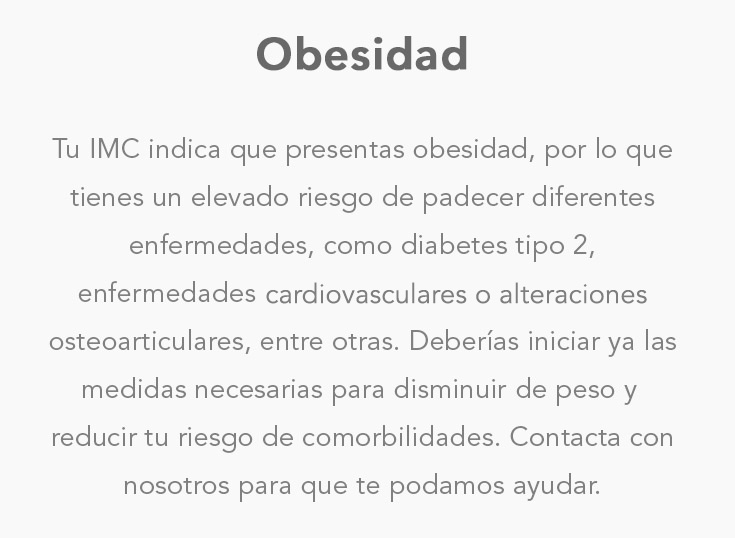 Obesidad
Tu IMC indica que presentas obesidad, por lo que
tienes un elevado riesgo de padecer diferentes
enfermedades, como diabetes tipo 2,
enfermedades cardiovasculares o alteraciones
osteoarticulares, entre otras. Deberías iniciar ya las
medidas necesarias para disminuir de peso y
reducir tu riesgo de comorbilidades. Contacta con
nosotros para que te podamos ayudar.